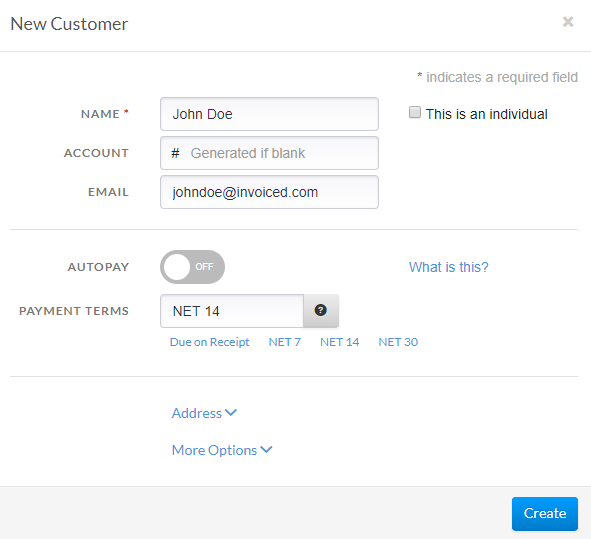 New Customer ×
* indicates a required field
NAME * John Doe This is an individual
ACCOUNT # Generated if blank
EMAIL johndoe@invoiced.com
AUTOPAY OFF What is this?
PAYMENT TERMS NET 14 ?
Due on Receipt NET 7 NET 14 NET 30
Address
More Options
Create